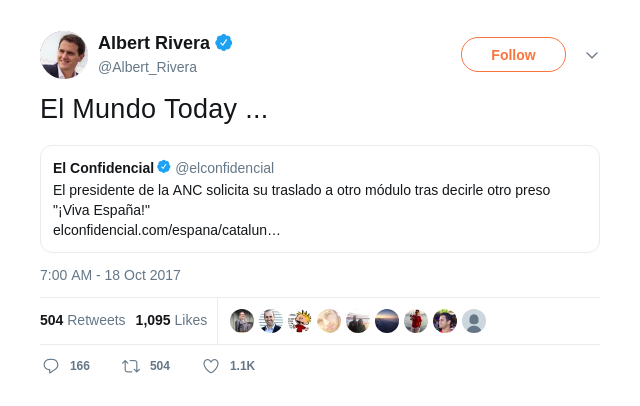 Albert Rivera
@Albert_Rivera
Follow
El Mundo Today ...
El Confidencial @elconfidencial
El presidente de la ANC solicita su traslado a otro módulo tras decirle otro preso
"¡Viva España!"
elconfidencial.com/espana/catalun…
7:00 AM - 18 Oct 2017
504 Retweets 1,095 Likes
166 504 1.1K